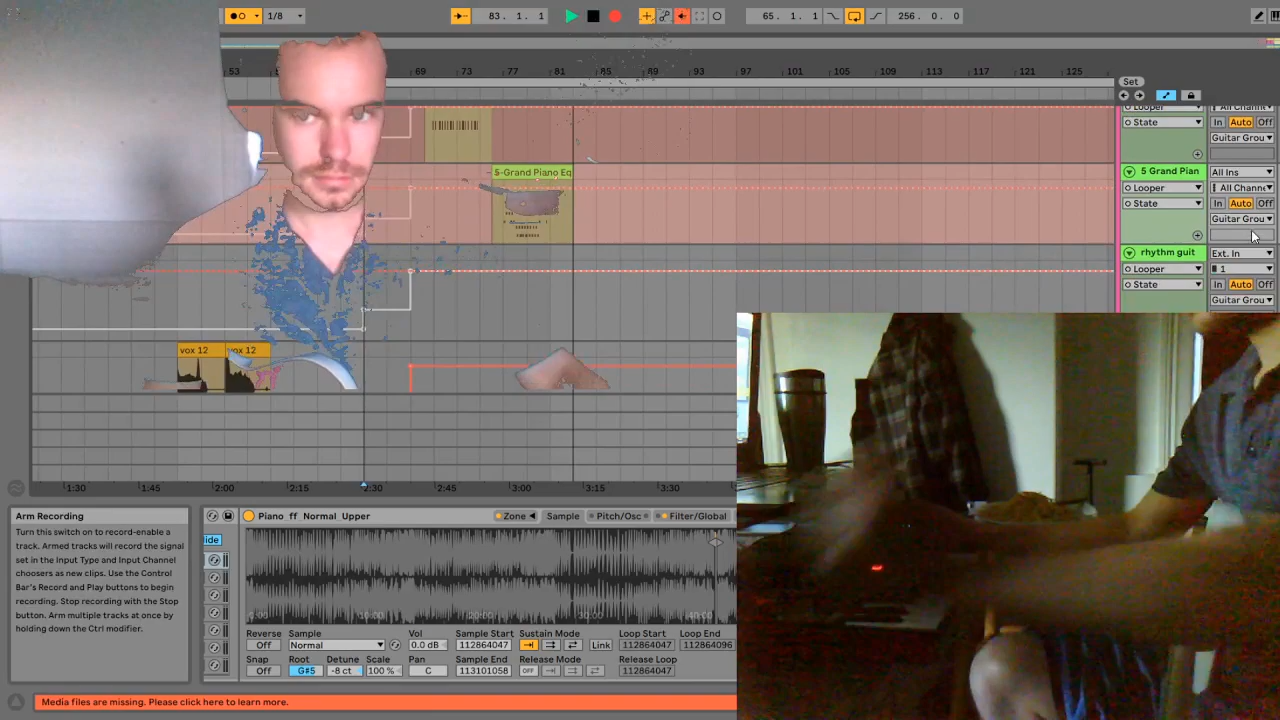 1/8
83. 1. 1
65. 1. 1
256. 0. 0
53
69
73
77
81
85
89
93
97
101
105
109
113
117
121
125
Set
Looper
All Channe
State
In Auto Off
Guitar Grou
5-Grand Piano Eq
5 Grand Pian
All Ins
Looper
All Channe
State
In Auto Off
Guitar Grou
rhythm guit
Ext. In
Looper
1
State
In Auto Off
Guitar Grou
vox 12
vox 12
1:30
1:45
2:00
2:15
2:30
3:00
3:15
3:30
Arm Recording
Turn this switch on to record-enable a
track. Armed tracks will record the signal
set in the Input Type and Input Channel
choosers as new clips. Use the Control
Bar's Record and Play buttons to begin
recording. Stop recording with the Stop
button. Arm multiple tracks at once by
holding down the Ctrl modifier.
ide
Piano ff Normal Upper
Zone
Sample
Pitch/Osc
Filter/Global
Reverse
Sample
Vol
Sample Start
Sustain Mode
Loop Start
Loop End
Off
Normal
0.0 dB
112864047
Link
112864047
112864096
Snap
Root
Detune
Scale
Pan
Sample End
Release Mode
Release Loop
Off
G#5
-8 ct
100 %
C
113101058
OFF
112864047
Media files are missing. Please click here to learn more.